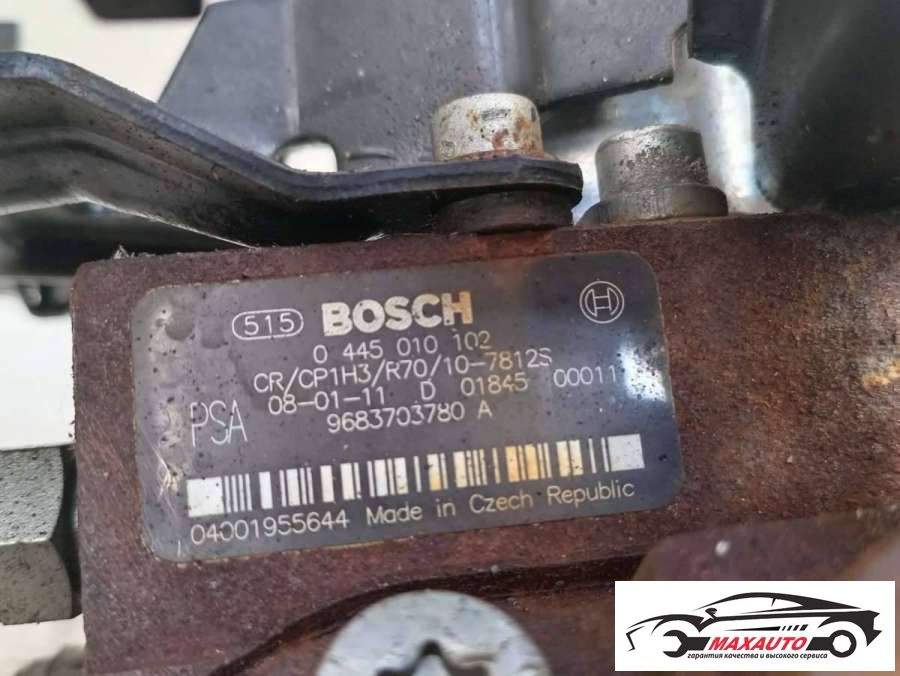 515 BOSCH H
0 445 010 102
CR/CP1H3/R70/10-7812S
PSA 08-01-11 D 01845
9683703780 A
04001955644 Made in Czech Republic
MAXAUTO
гарантия качества и высокого сервиса